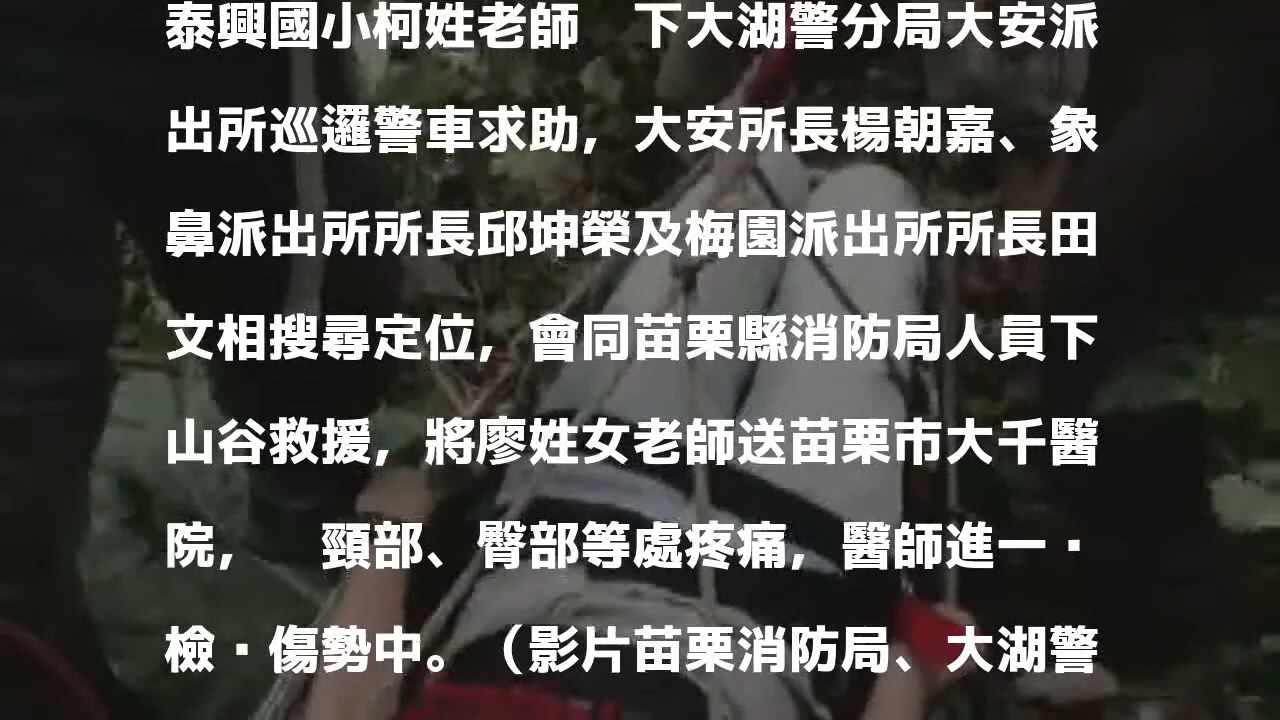 泰興國小柯姓老師　下大湖警分局大安派
出所巡邏警車求助，大安所長楊朝嘉、象
鼻派出所所長邱坤榮及梅園派出所所長田
文相搜尋定位，會同苗栗縣消防局人員下
山谷救援，將廖姓女老師送苗栗市大千醫
院，　頸部、臀部等處疼痛，醫師進一·
檢·傷勢中。（影片苗栗消防局、大湖警